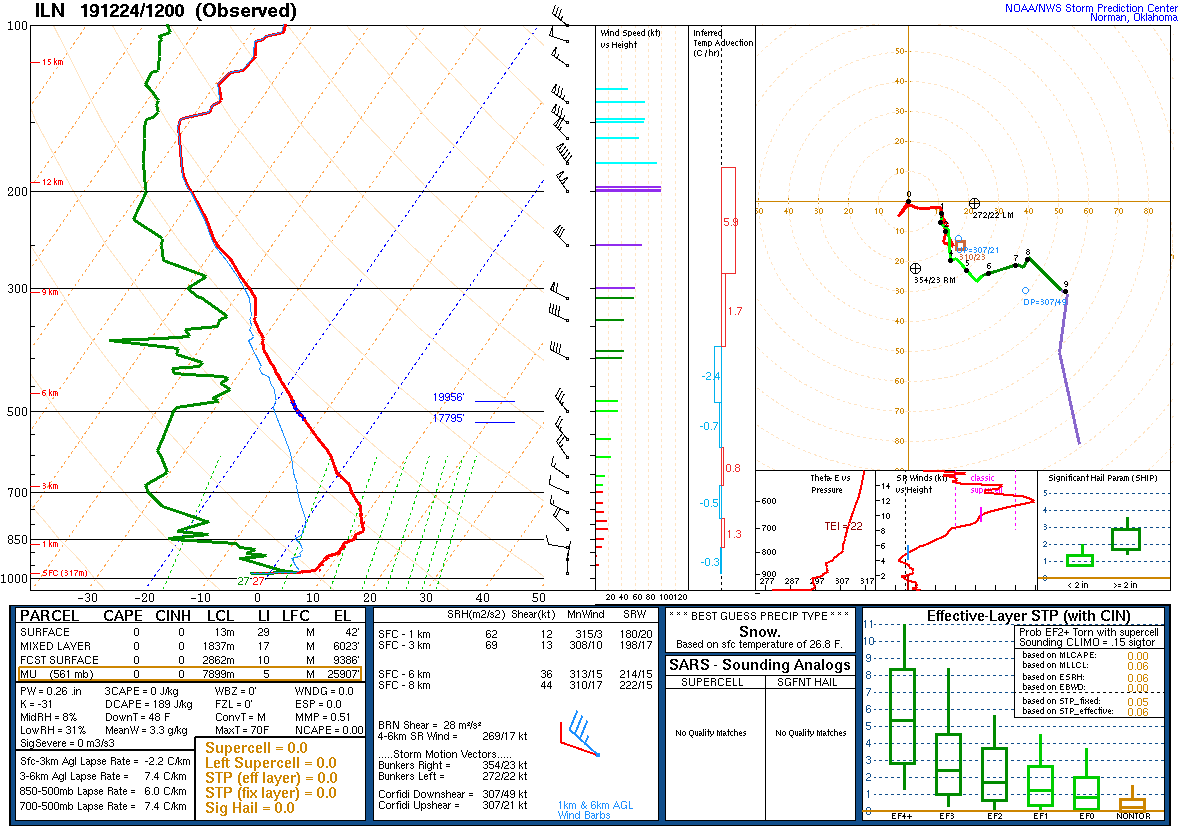 ILN 191224/1200 (Observed)
NOAA/NWS Storm Prediction Center
Norman, Oklahoma
100
200
300
500
700
850
1000
15 km
12 km
9 km
6 km
3 km
1 km
SFC (317m)
19956'
17795'
27 27
-30 -20 -10 0 10 20 30 40 50
Wind Speed (kt)
vs Height
20 40 60 80 100 120
Inferred
Temp Advection
(C /hr)
5.9
1.7
-2.4
-0.7
0.8
-0.5
1.3
-0.3
50
40
30
20
10
50 40 30 20 10 10 20 30 40 50 60 70 80
10
20
30
40
50
60
70
80
0
1
5
6
7
8
9
272/22 LM
354/23 RM
UP=307/21
310/23
DP=307/49
Theta-E vs
Pressure
600
700
800
900
TEI = 22
277 287 297 307 317
SR Winds (kt)
vs Height
classic
supercell
14
12
10
8
6
4
2
Significant Hail Param (SHIP)
5
4
3
2
1
0
< 2 in >= 2 in
PARCEL CAPE CINH LCL LI LFC EL
SURFACE 0 0 13m 29 M 42'
MIXED LAYER 0 0 1837m 17 M 6023'
FCST SURFACE 0 0 2862m 10 M 9386'
MU (561 mb) 0 0 7899m 5 M 25907'
PW = 0.26 in 3CAPE = 0 J/kg WBZ = 0' WNDG = 0.0
K = -31 DCAPE = 189 J/kg FZL = 0' ESP = 0.0
MidRH = 8% DownT = 48 F ConvT = M MMP = 0.51
LowRH = 31% MeanW = 3.3 g/kg MaxT = 70F NCAPE = 0.00
SigSevere = 0 m3/s3
Sfc-3km Agl Lapse Rate = -2.2 C/km
3-6km Agl Lapse Rate = 7.4 C/km
850-500mb Lapse Rate = 6.0 C/km
700-500mb Lapse Rate = 7.4 C/km
Supercell = 0.0
Left Supercell = 0.0
STP (eff layer) = 0.0
STP (fix layer) = 0.0
Sig Hail = 0.0
SRH(m2/s2) Shear(kt) MnWind SRW
SFC - 1 km 62 12 315/3 180/20
SFC - 3 km 69 13 308/10 198/17
SFC - 6 km 36 313/15 214/15
SFC - 8 km 44 310/17 222/15
BRN Shear = 28 m²/s²
4-6km SR Wind = 269/17 kt
.....Storm Motion Vectors.....
Bunkers Right = 354/23 kt
Bunkers Left = 272/22 kt
Corfidi Downshear = 307/49 kt
Corfidi Upshear = 307/21 kt
1km & 6km AGL
Wind Barbs
* * * BEST GUESS PRECIP TYPE * * *
Snow.
Based on sfc temperature of 26.8 F.
SARS - Sounding Analogs
SUPERCELL SGFNT HAIL
No Quality Matches No Quality Matches
Effective-Layer STP (with CIN)
11
10
9
8
7
6
5
4
3
2
1
0
EF4+ EF3 EF2 EF1 EF0 NONTOR
Prob EF2+ Torn with supercell
Sounding CLIMO = .15 sigtor
based on MLCAPE: 0.00
based on MLLCL: 0.06
based on ESRH: 0.06
based on EBWD: 0.00
based on STP_fixed: 0.05
based on STP_effective: 0.06